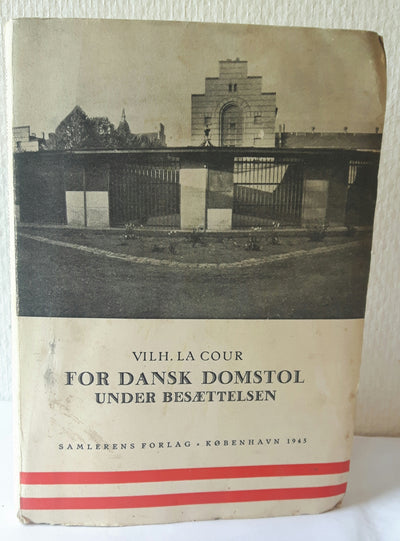 VILH. LA COUR
FOR DANSK DOMSTOL
UNDER BESÆTTELSEN
SAMLERENS FORLAG • KØBENHAVN 1945